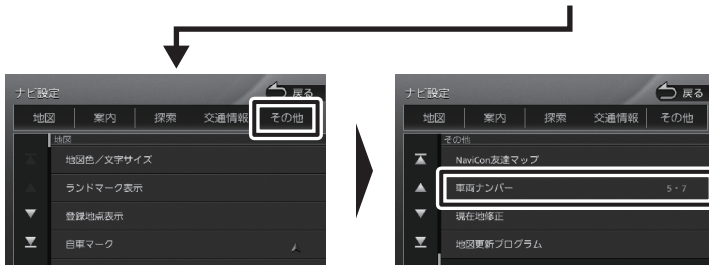 ナビ設定
戻る
地図 案内 探索 交通情報 その他
地図
地図色／文字サイズ
ランドマーク表示
登録地点表示
自車マーク
ナビ設定
戻る
地図 案内 探索 交通情報 その他
その他
NaviCon友達マップ
車両ナンバー 5・7
現在地修正
地図更新プログラム